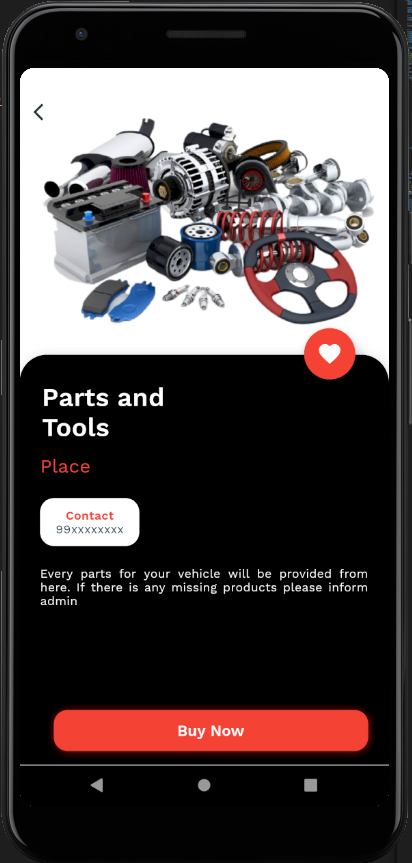 Parts and
Tools
Place
Contact
99xxxxxxxx
Every parts for your vehicle will be provided from
here. If there is any missing products please inform
admin
Buy Now